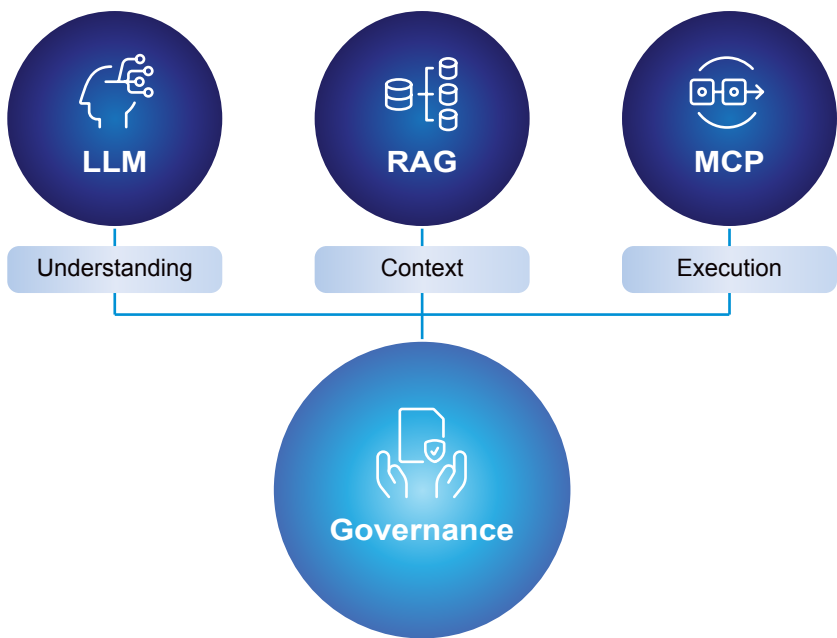 LLM
RAG
MCP
Understanding
Context
Execution
Governance